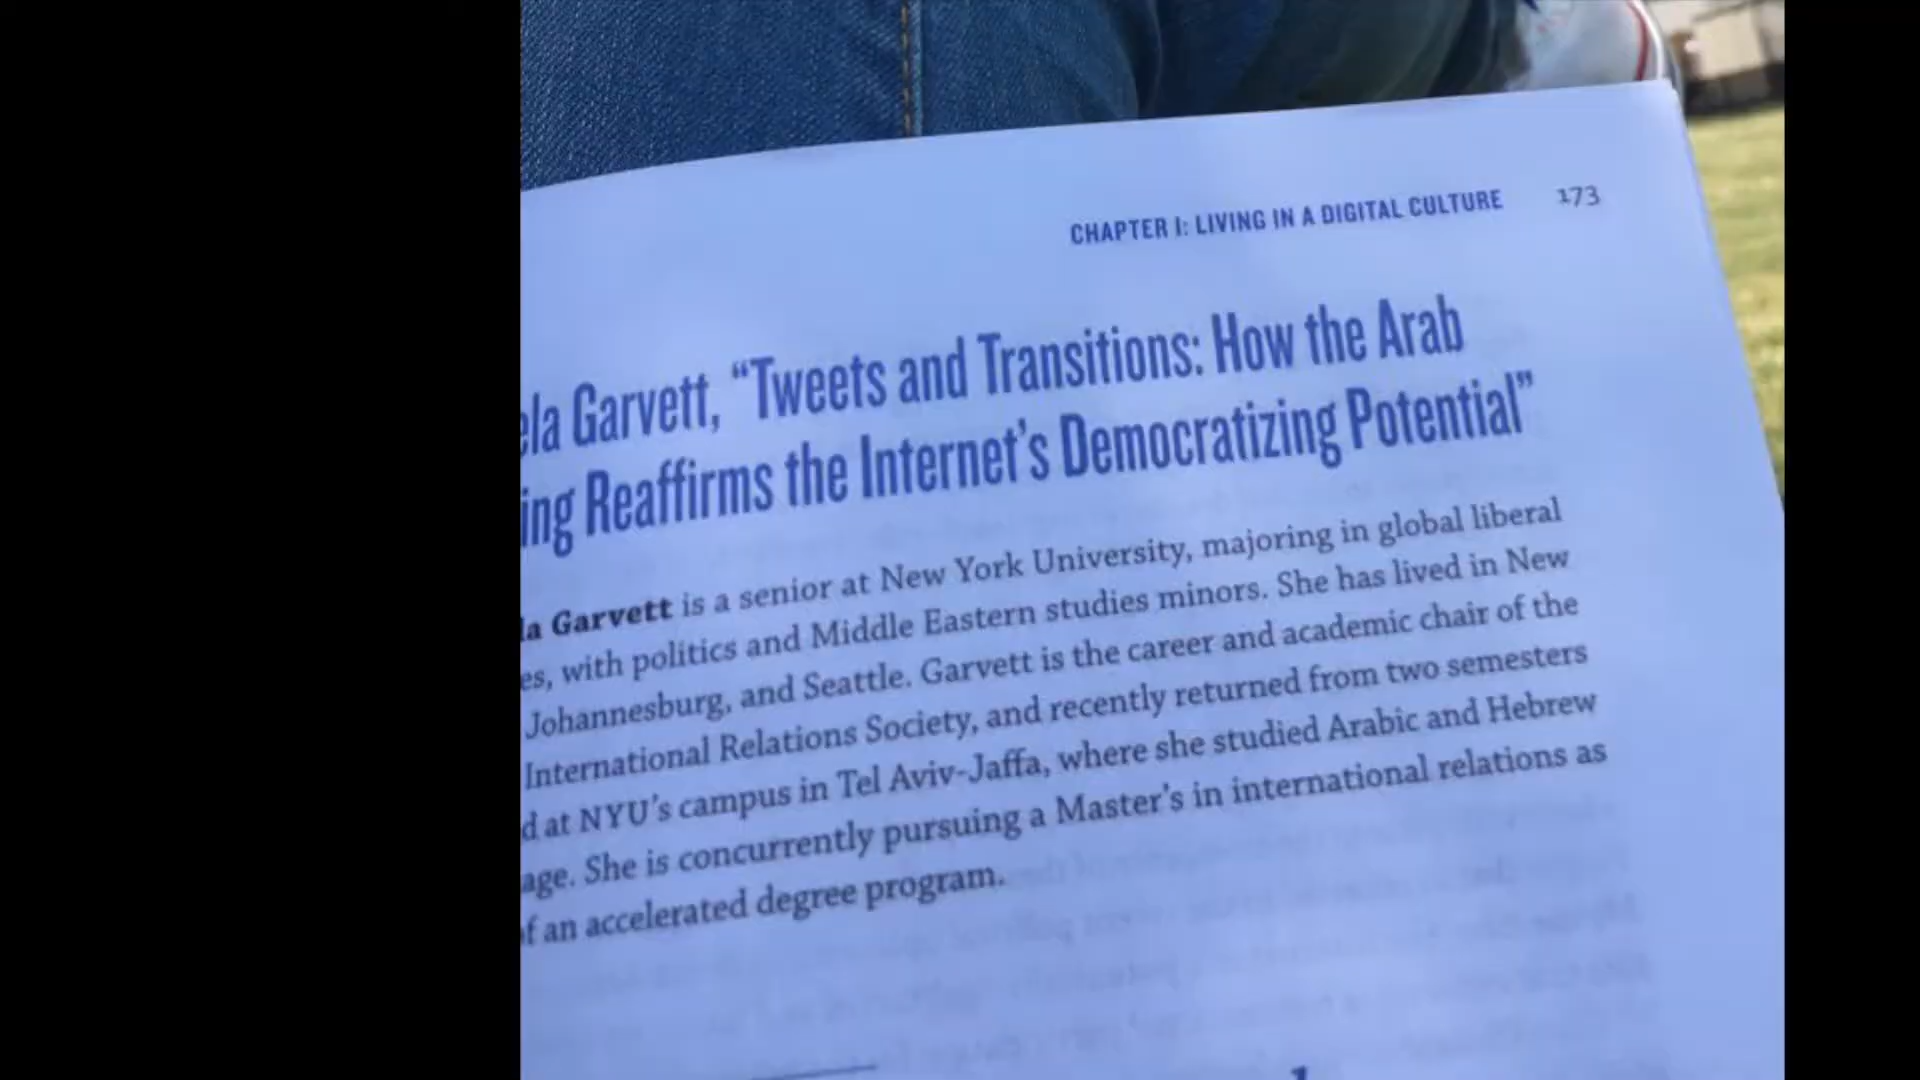 CHAPTER I: LIVING IN A DIGITAL CULTURE 173
ela Garvett, “Tweets and Transitions: How the Arab
ing Reaffirms the Internet’s Democratizing Potential”
la Garvett is a senior at New York University, majoring in global liberal
es, with politics and Middle Eastern studies minors. She has lived in New
Johannesburg, and Seattle. Garvett is the career and academic chair of the
International Relations Society, and recently returned from two semesters
d at NYU’s campus in Tel Aviv-Jaffa, where she studied Arabic and Hebrew
age. She is concurrently pursuing a Master’s in international relations as
f an accelerated degree program.